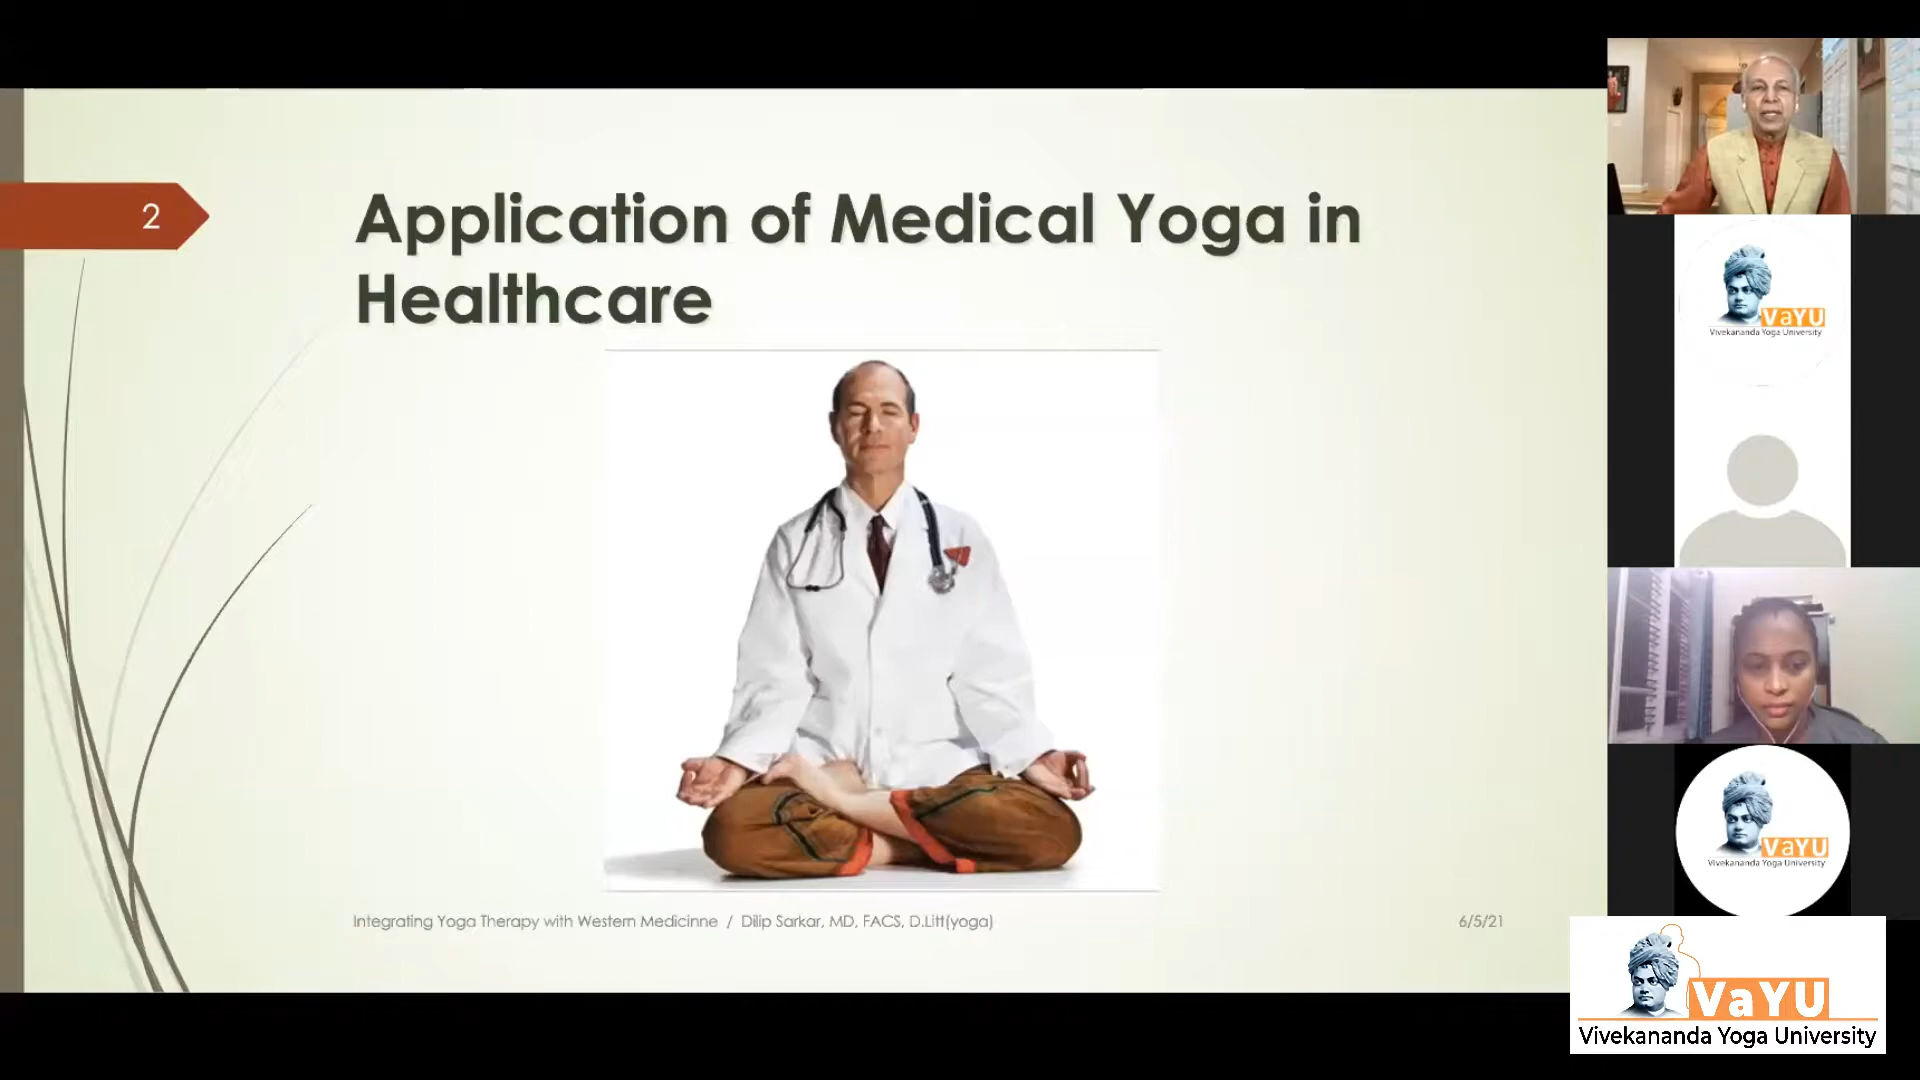 2
Application of Medical Yoga in
Healthcare
Integrating Yoga Therapy with Western Medicinne / Dilip Sarkar, MD, FACS, D.Litt(yoga)
6/5/21
VaYU
Vivekananda Yoga University
VaYU
Vivekananda Yoga University
VaYU
Vivekananda Yoga University